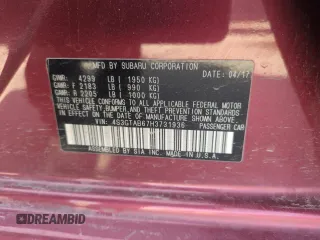 MFD BY SUBARU CORPORATION DATE: 04/17
GVWR 4299 LB ( 1950 KG)
GAWR F 2183 LB ( 990 KG)
GAWR R 2205 LB ( 1000 KG)
THIS VEHICLE CONFORMS TO ALL APPLICABLE FEDERAL MOTOR VEHICLE
SAFETY, BUMPER, AND THEFT PREVENTION STANDARDS
IN EFFECT ON THE DATE OF MANUFACTURE SHOWN ABOVE.
4S3GTAB67H3731936 PASSENGER CAR
MFD BY SIA INC. MADE IN U.S.A.
DREAMBID